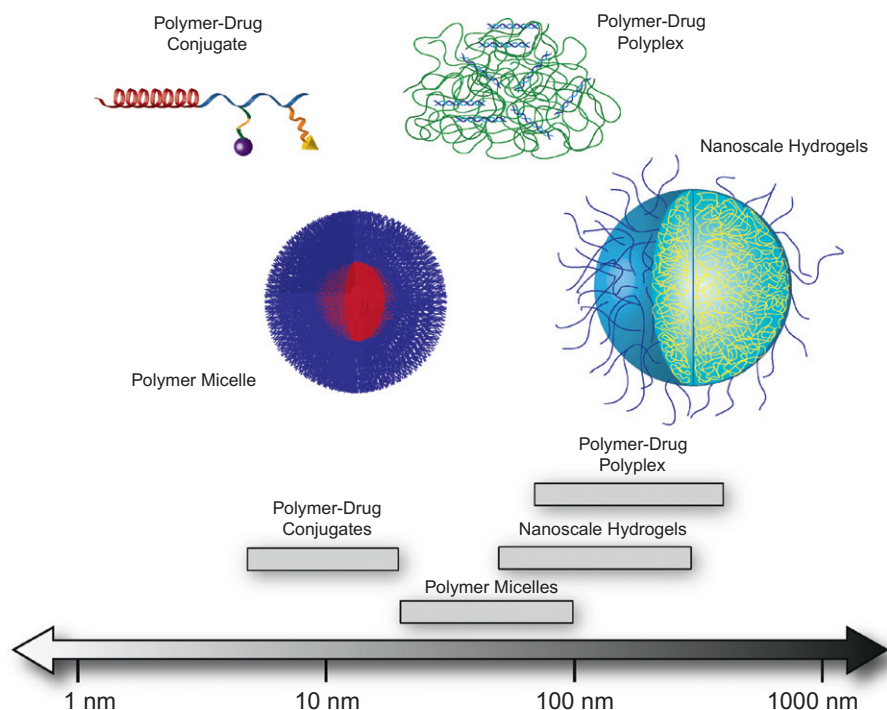 Polymer-Drug
Conjugate
Polymer-Drug
Polyplex
Nanoscale Hydrogels
Polymer Micelle
Polymer-Drug
Polyplex
Polymer-Drug
Conjugates
Nanoscale Hydrogels
Polymer Micelles
1 nm
10 nm
100 nm
1000 nm